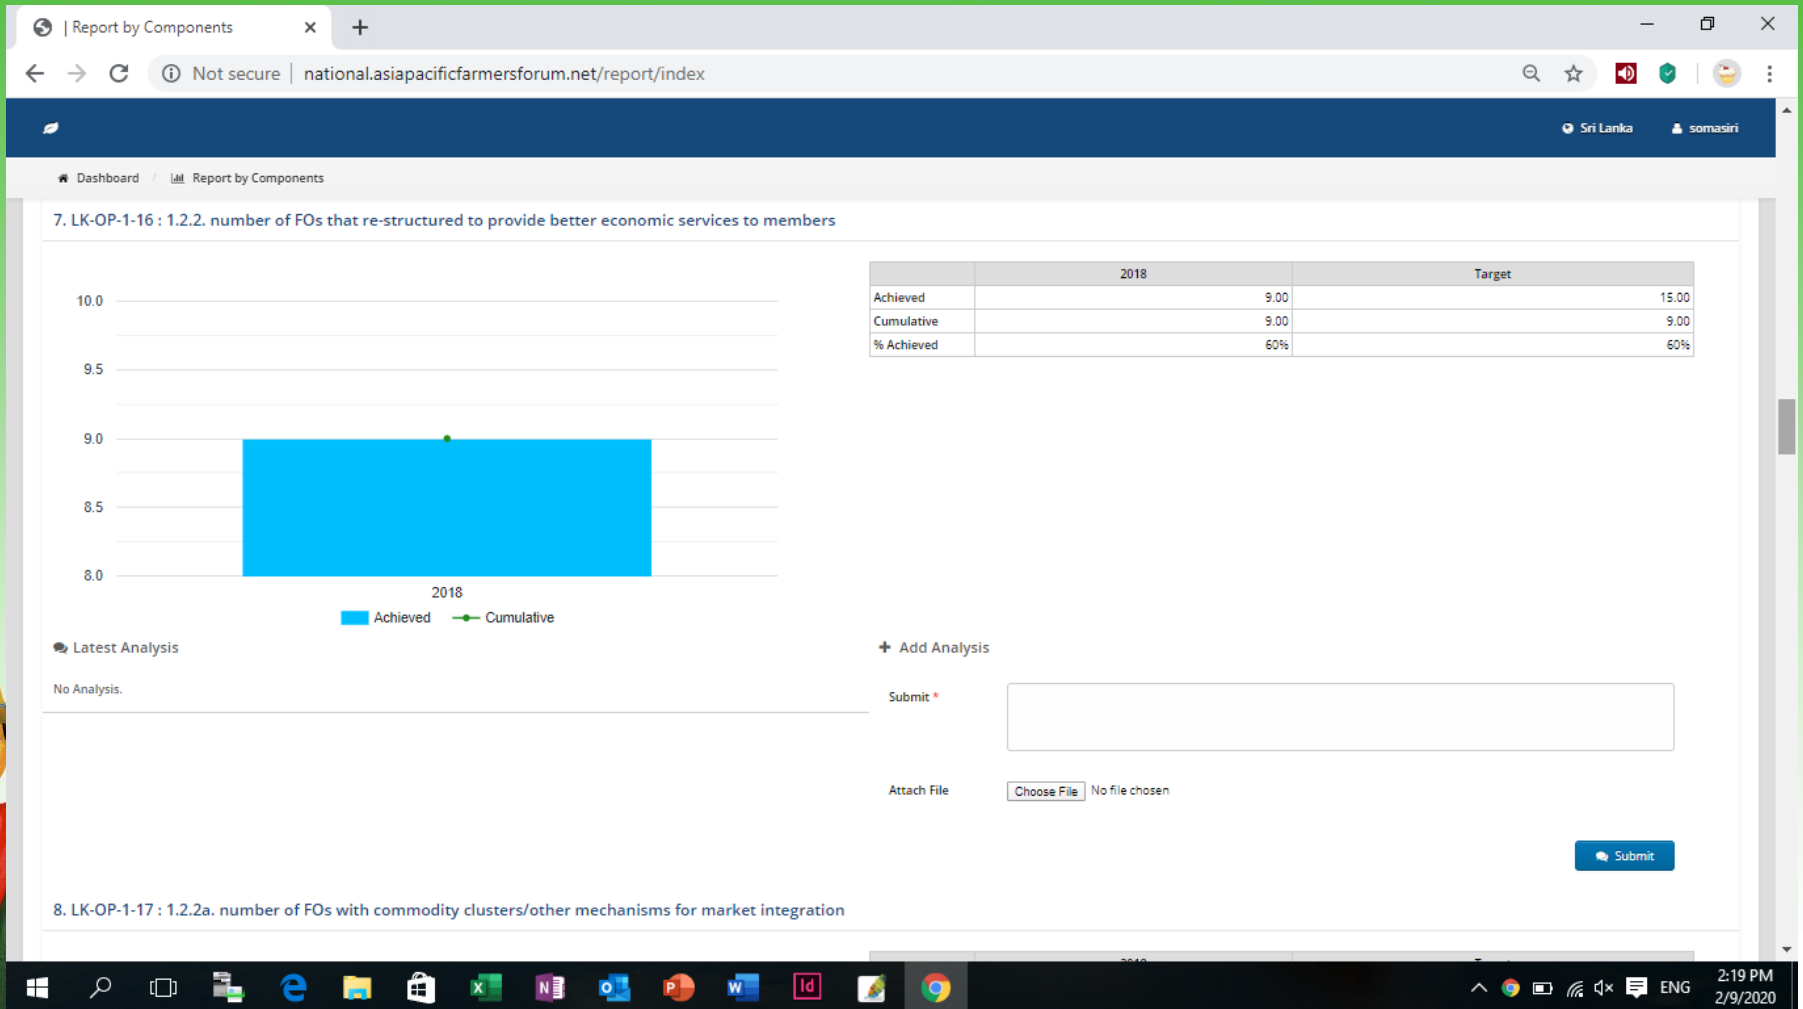 | Report by Components
Not secure | national.asiapacificfarmersforum.net/report/index
Sri Lanka somasiri
Dashboard / Report by Components
7. LK-OP-1-16 : 1.2.2. number of FOs that re-structured to provide better economic services to members
2018 Target
Achieved 9.00 15.00
Cumulative 9.00 9.00
% Achieved 60% 60%
10.0
9.5
9.0
8.5
8.0
2018
Achieved Cumulative
Latest Analysis
No Analysis.
+ Add Analysis
Submit *
Attach File Choose File No file chosen
Submit
8. LK-OP-1-17 : 1.2.2a. number of FOs with commodity clusters/other mechanisms for market integration
ENG
2:19 PM
2/9/2020